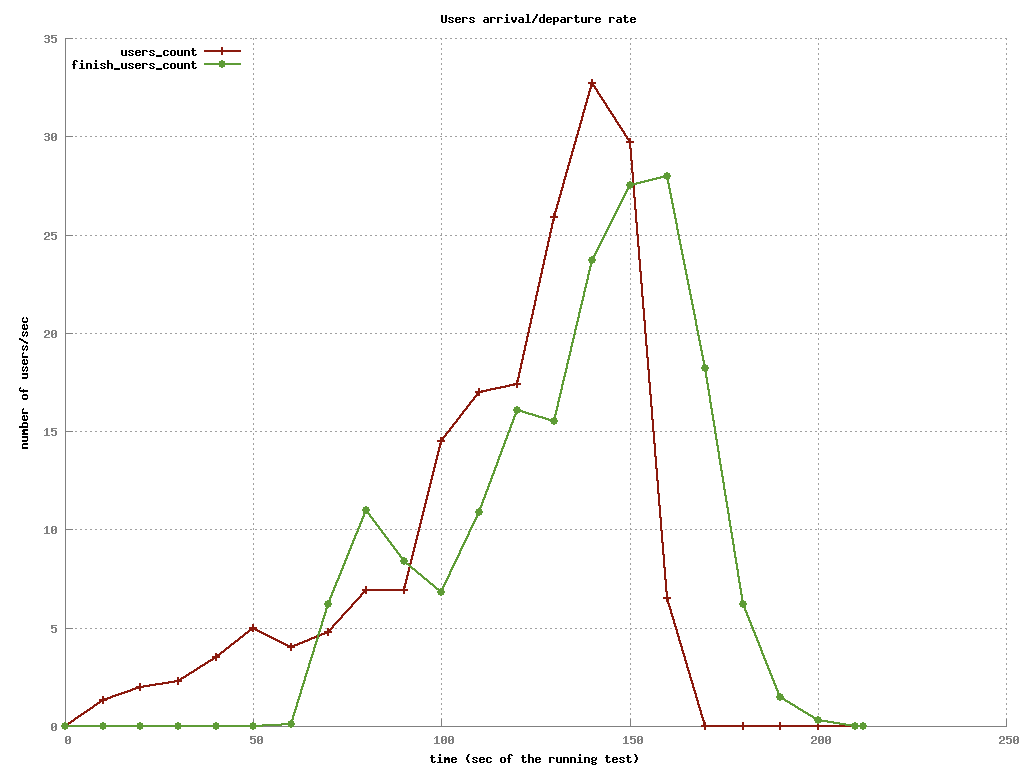 Users arrival/departure rate
users_count
finish_users_count
35
30
25
20
15
10
5
0
number of users/sec
0 50 100 150 200 250
time (sec of the running test)